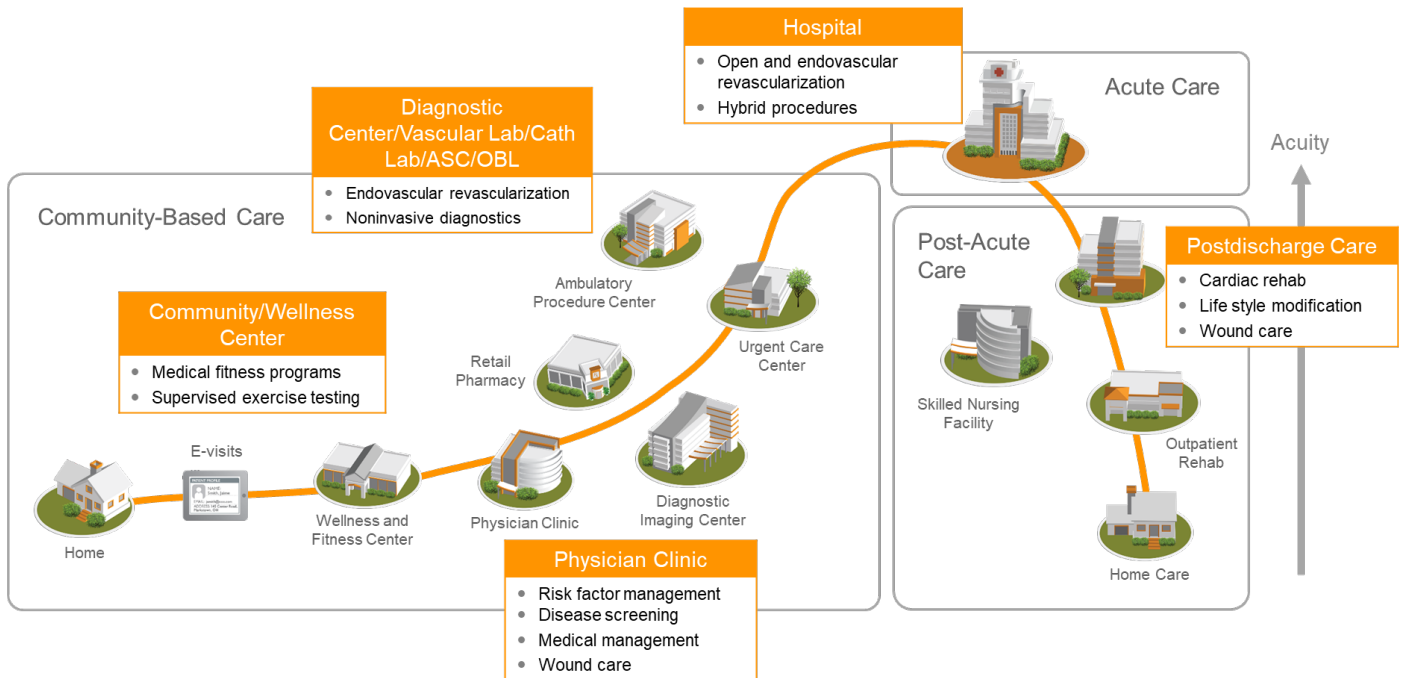 Hospital
Open and endovascular
revascularization
Hybrid procedures
Acute Care
Acuity
Diagnostic
Center/Vascular Lab/Cath
Lab/ASC/OBL
Endovascular revascularization
Noninvasive diagnostics
Community-Based Care
Ambulatory
Procedure Center
Community/Wellness
Center
Medical fitness programs
Supervised exercise testing
Retail
Pharmacy
Urgent Care
Center
E-visits
PATIENT PROFILE
NAME:
Home
Wellness and
Fitness Center
Physician Clinic
Diagnostic
Imaging Center
Physician Clinic
Risk factor management
Disease screening
Medical management
Wound care
Post-Acute
Care
Postdischarge Care
Cardiac rehab
Life style modification
Wound care
Skilled Nursing
Facility
Outpatient
Rehab
Home Care